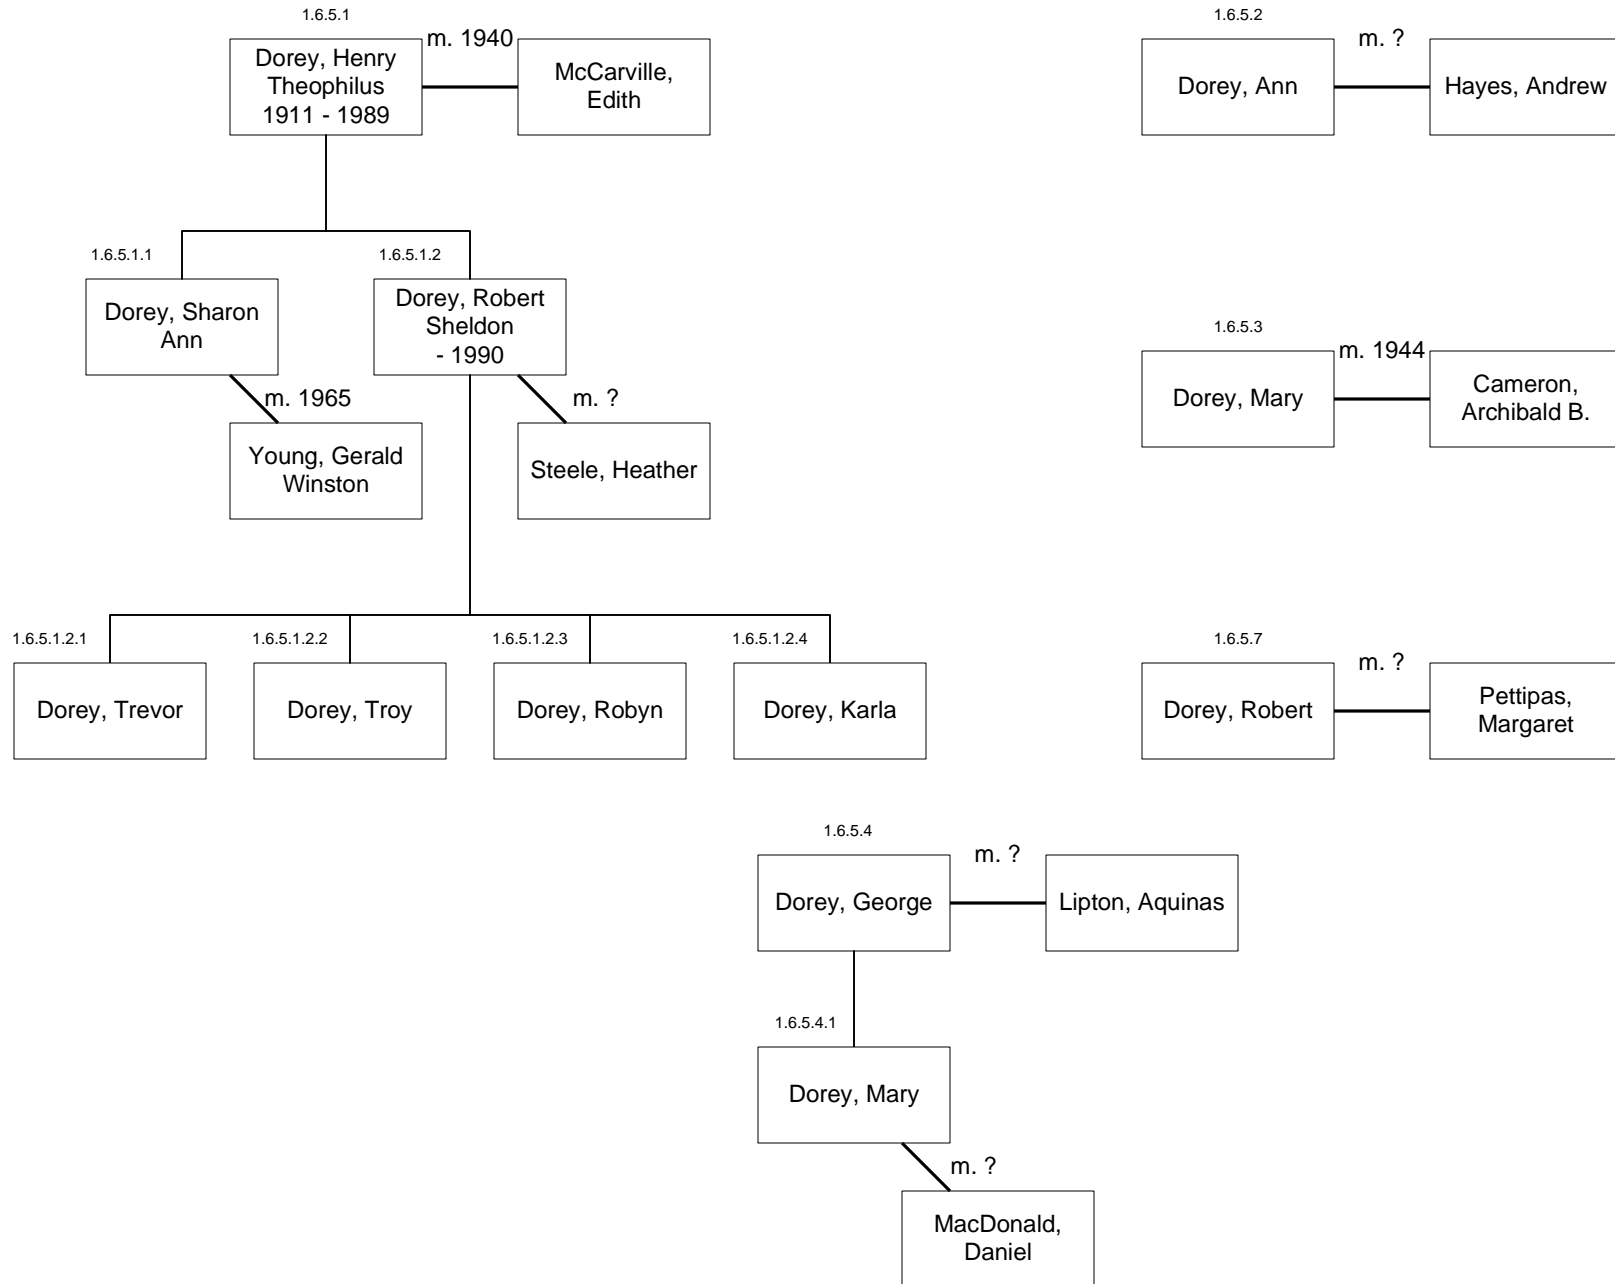 1.6.5.1
m. 1940
Dorey, Henry
Theophilus
1911 - 1989
McCarville,
Edith
1.6.5.2
m. ?
Dorey, Ann
Hayes, Andrew
1.6.5.1.1
Dorey, Sharon
Ann
1.6.5.1.2
Dorey, Robert
Sheldon
- 1990
m. 1965
m. ?
Young, Gerald
Winston
Steele, Heather
1.6.5.3
m. 1944
Dorey, Mary
Cameron,
Archibald B.
1.6.5.1.2.1
Dorey, Trevor
1.6.5.1.2.2
Dorey, Troy
1.6.5.1.2.3
Dorey, Robyn
1.6.5.1.2.4
Dorey, Karla
1.6.5.7
m. ?
Dorey, Robert
Pettipas,
Margaret
1.6.5.4
m. ?
Dorey, George
Lipton, Aquinas
1.6.5.4.1
Dorey, Mary
m. ?
MacDonald,
Daniel